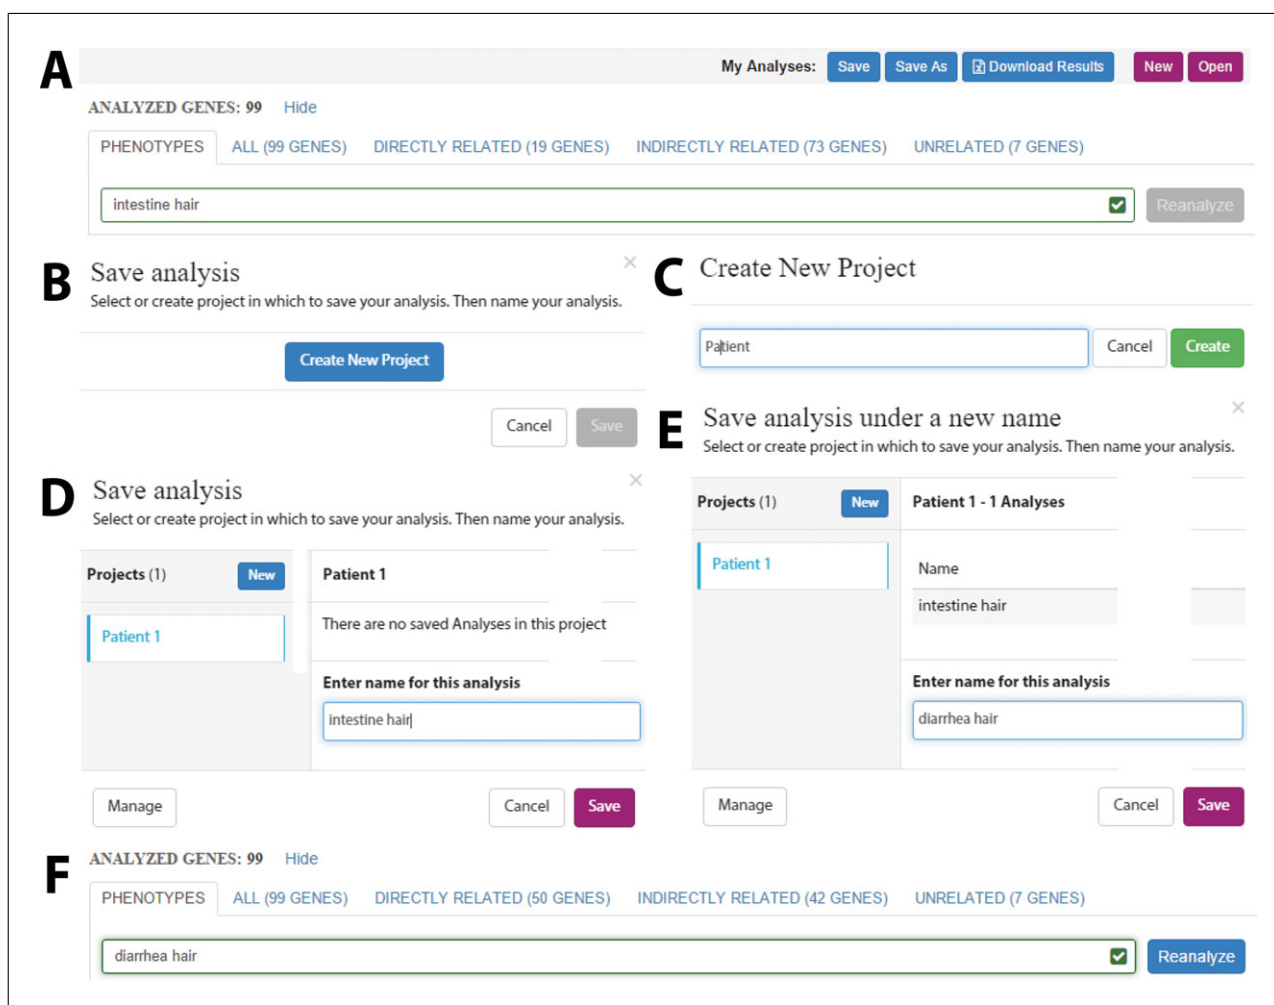 A
My Analyses: Save Save As Download Results New Open
ANALYZED GENES: 99 Hide
PHENOTYPES ALL (99 GENES) DIRECTLY RELATED (19 GENES) INDIRECTLY RELATED (73 GENES) UNRELATED (7 GENES)
intestine hair Reanalyze
B
Save analysis
Select or create project in which to save your analysis. Then name your analysis.
Create New Project
Cancel Save
C
Create New Project
Patient Cancel Create
D
Save analysis
Select or create project in which to save your analysis. Then name your analysis.
Projects (1) New Patient 1
Patient 1
There are no saved Analyses in this project
Enter name for this analysis
intestine hair
Manage Cancel Save
E
Save analysis under a new name
Select or create project in which to save your analysis. Then name your analysis.
Projects (1) New Patient 1 - 1 Analyses
Patient 1
Name
intestine hair
Enter name for this analysis
diarrhea hair
Manage Cancel Save
F
ANALYZED GENES: 99 Hide
PHENOTYPES ALL (99 GENES) DIRECTLY RELATED (50 GENES) INDIRECTLY RELATED (42 GENES) UNRELATED (7 GENES)
diarrhea hair Reanalyze